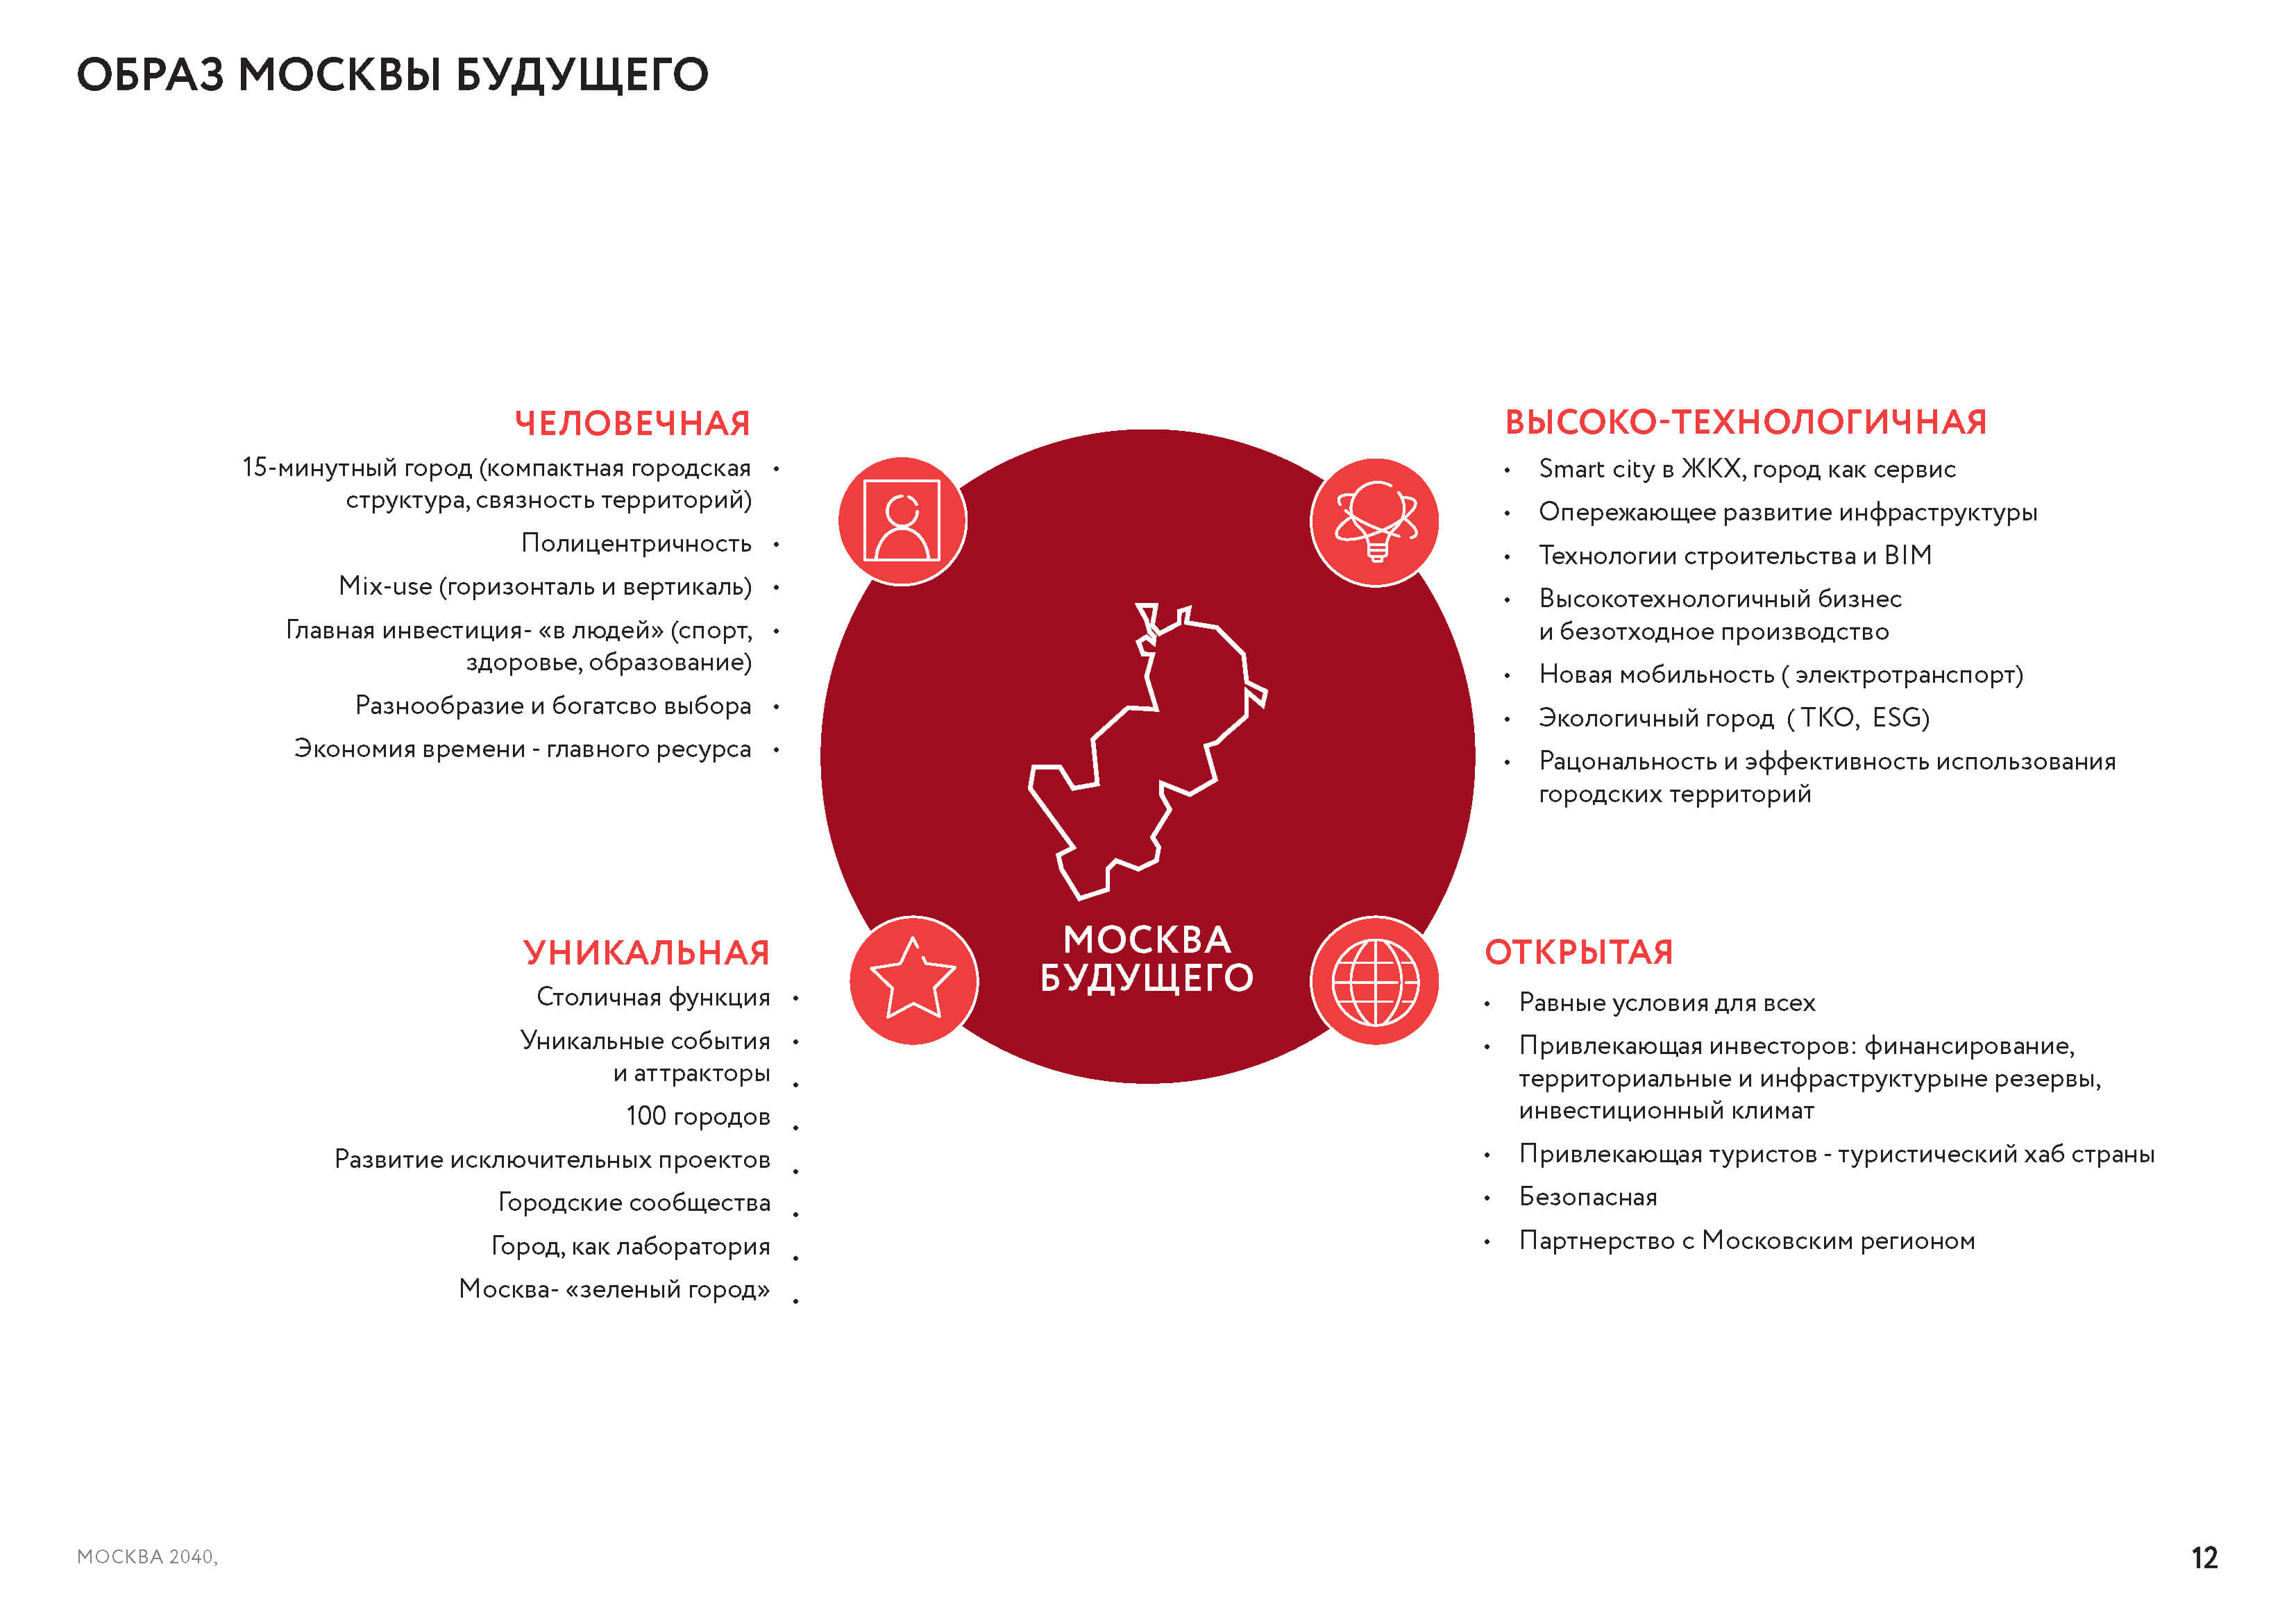 ОБРАЗ МОСКВЫ БУДУЩЕГО
ЧЕЛОВЕЧНАЯ
15-минутный город (компактная городская •
структура, связность территорий)
Полицентричность •
Mix-use (горизонталь и вертикаль) •
Главная инвестиция- «в людей» (спорт, •
здоровье, образование)
Разнообразие и богатсво выбора •
Экономия времени - главного ресурса •
ВЫСОКО-ТЕХНОЛОГИЧНАЯ
• Smart city в ЖКХ, город как сервис
• Опережающее развитие инфраструктуры
• Технологии строительства и BIM
• Высокотехнологичный бизнес
и безотходное производство
• Новая мобильность ( электротранспорт)
• Экологичный город ( ТКО, ESG)
• Рацональность и эффективность использования
городских территорий
МОСКВА
БУДУЩЕГО
УНИКАЛЬНАЯ
Столичная функция •
Уникальные события •
и аттракторы •
100 городов •
Развитие исключительных проектов •
Городские сообщества •
Город, как лаборатория •
Москва- «зеленый город» •
ОТКРЫТАЯ
• Равные условия для всех
• Привлекающая инвесторов: финансирование,
территориальные и инфраструктурыне резервы,
инвестиционный климат
• Привлекающая туристов - туристический хаб страны
• Безопасная
• Партнерство с Московским регионом
МОСКВА 2040,
12